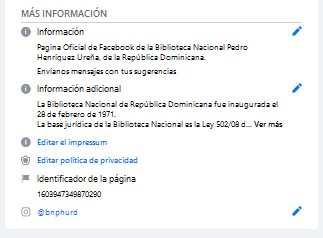 MÁS INFORMACIÓN
Información
Pagina Oficial de Facebook de la Biblioteca Nacional Pedro
Henríquez Ureña, de la República Dominicana.
Envíanos mensajes con tus sugerencias
Información adicional
La Biblioteca Nacional de República Dominicana fue inaugurada el
28 de febrero de 1971.
La base jurídica de la Biblioteca Nacional es la Ley 502/08 d... Ver más
Editar el impressum
Editar política de privacidad
Identificador de la página
1603947349870290
@bnphurd